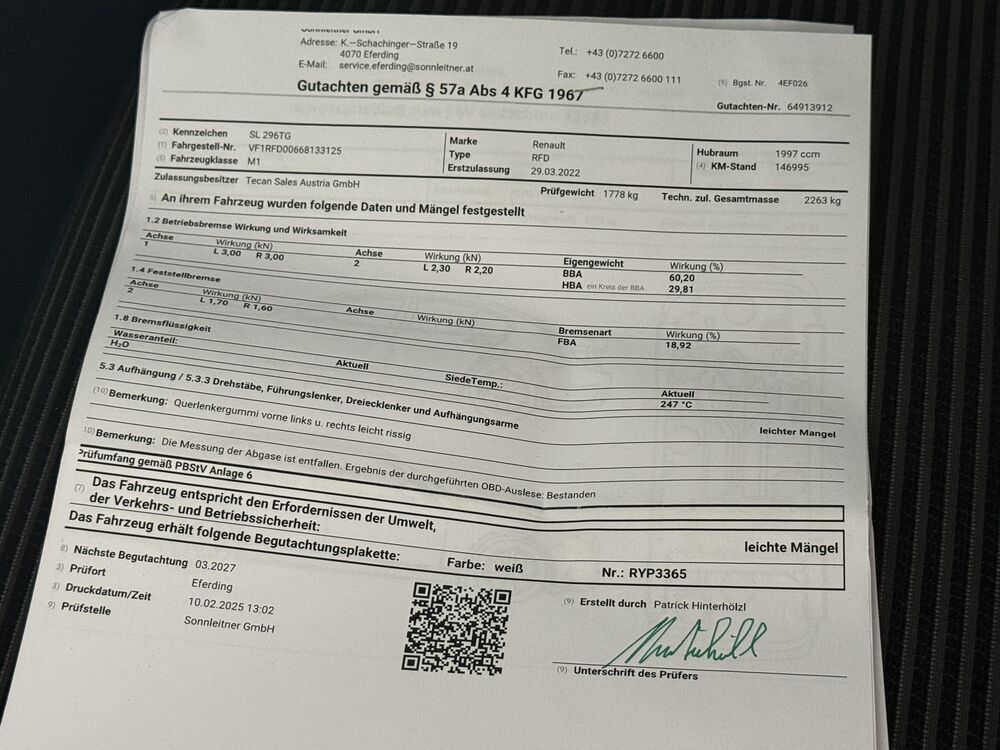 Sonnleitner GmbH
Adresse: K.–Schachinger–Straße 19
4070 Eferding
E-Mail: service.eferding@sonnleitner.at
Tel.: +43 (0)7272 6600
Fax: +43 (0)7272 6600 111
(9) Bgst. Nr. 4EF026
Gutachten gemäß § 57a Abs 4 KFG 1967
Gutachten-Nr. 64913912
(2) Kennzeichen SL 296TG
(1) Fahrgestell-Nr. VF1RFD00668133125
(5) Fahrzeugklasse M1
Marke Renault
Type RFD
Erstzulassung 29.03.2022
Hubraum 1997 ccm
(4) KM-Stand 146995
Zulassungsbesitzer Tecan Sales Austria GmbH
Prüfgewicht 1778 kg Techn. zul. Gesamtmasse 2263 kg
An ihrem Fahrzeug wurden folgende Daten und Mängel festgestellt
1.2 Betriebsbremse Wirkung und Wirksamkeit
Achse Wirkung (kN) Achse Wirkung (kN) Eigengewicht Wirkung (%)
1 L 3,00 R 3,00 2 L 2,30 R 2,20 BBA 60,20
HBA ein Kreis der BBA 29,81
1.4 Feststellbremse
Achse Wirkung (kN) Achse Wirkung (kN) Bremsenart Wirkung (%)
2 L 1,70 R 1,60 FBA 18,92
1.8 Bremsflüssigkeit
Wasseranteil: Aktuell SiedeTemp.: Aktuell
H₂O 247 °C
5.3 Aufhängung / 5.3.3 Drehstäbe, Führungslenker, Dreiecklenker und Aufhängungsarme leichter Mangel
(10) Bemerkung: Querlenkergummi vorne links u. rechts leicht rissig
10) Bemerkung: Die Messung der Abgase ist entfallen. Ergebnis der durchgeführten OBD-Auslese: Bestanden
Prüfumfang gemäß PBStV Anlage 6
(7) Das Fahrzeug entspricht den Erfordernissen der Umwelt,
der Verkehrs- und Betriebssicherheit: leichte Mängel
Das Fahrzeug erhält folgende Begutachtungsplakette: Farbe: weiß Nr.: RYP3365
8) Nächste Begutachtung 03.2027
3) Prüfort Eferding
3) Druckdatum/Zeit 10.02.2025 13:02
9) Prüfstelle Sonnleitner GmbH
(9) Erstellt durch Patrick Hinterhölzl
(9) Unterschrift des Prüfers